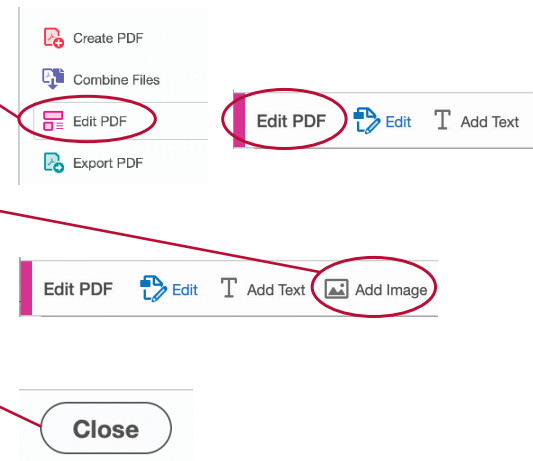 Create PDF
Combine Files
Edit PDF
Export PDF
Edit PDF Edit Add Text
Edit PDF Edit Add Text Add Image
Close